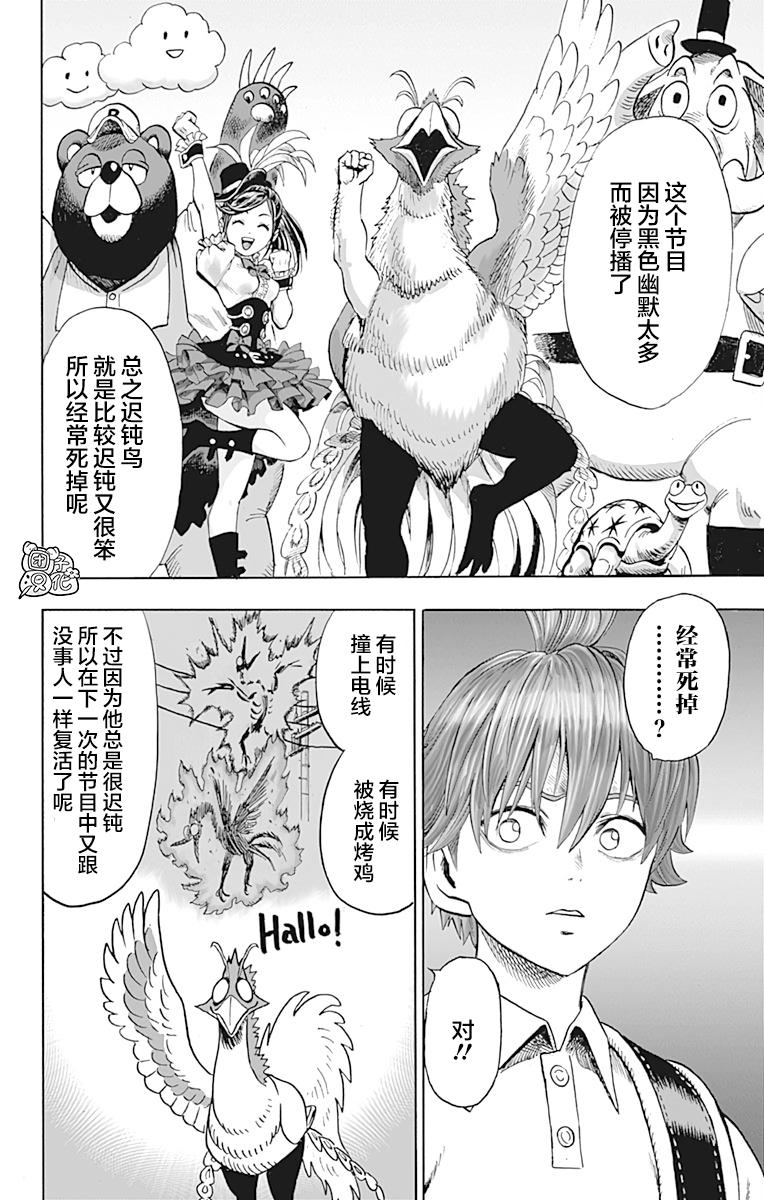 这个节目
因为黑色幽默太多
而被停播了
总之迟钝鸟
就是比较迟钝又很笨
所以经常死掉呢
团子汉化
经常死掉
…………?
对!!
有时候
撞上电线
有时候
被烧成烤鸡
不过因为他总是很迟钝
所以在下一次的节目中又跟
没事人一样复活了呢
Hallo!